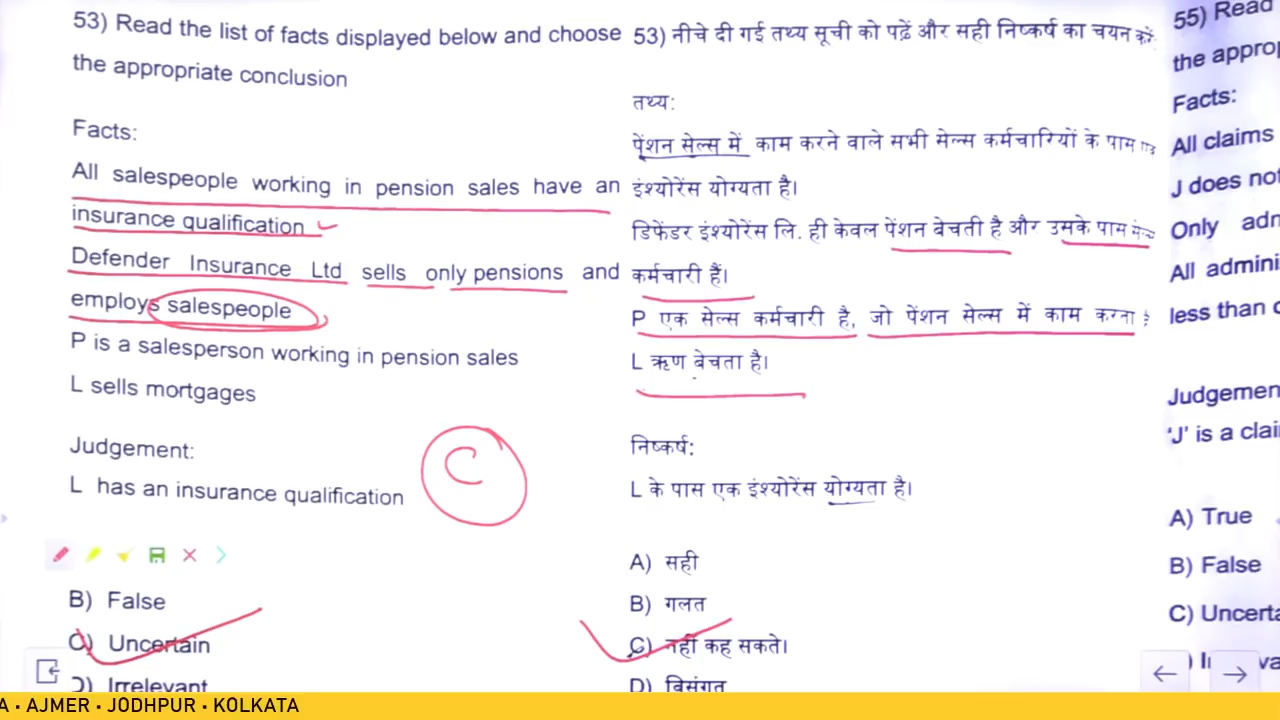 53) Read the list of facts displayed below and choose
the appropriate conclusion
Facts:
All salespeople working in pension sales have an
insurance qualification
Defender Insurance Ltd sells only pensions and
employs salespeople
P is a salesperson working in pension sales
L sells mortgages
Judgement:
L has an insurance qualification
C
B) False
C) Uncertain
D) Irrelevant
53) नीचे दी गई तथ्य सूची को पढ़ें और सही निष्कर्ष का चयन करें
तथ्य:
पेंशन सेल्स में काम करने वाले सभी सेल्स कर्मचारियों के पास
इंश्योरेंस योग्यता है।
डिफेंडर इंश्योरेंस लि. ही केवल पेंशन बेचती है और उसके पास
कर्मचारी हैं।
P एक सेल्स कर्मचारी है, जो पेंशन सेल्स में काम करता है
L ऋण बेचता है।
निष्कर्ष:
L के पास एक इंश्योरेंस योग्यता है।
A) सही
B) गलत
C) नहीं कह सकते।
D) विसंगत
55) Read
the approp
Facts:
All claims
J does not
Only adm
All admini
less than
Judgemen
'J' is a clai
A) True
B) False
C) Uncerta
A · AJMER · JODHPUR · KOLKATA